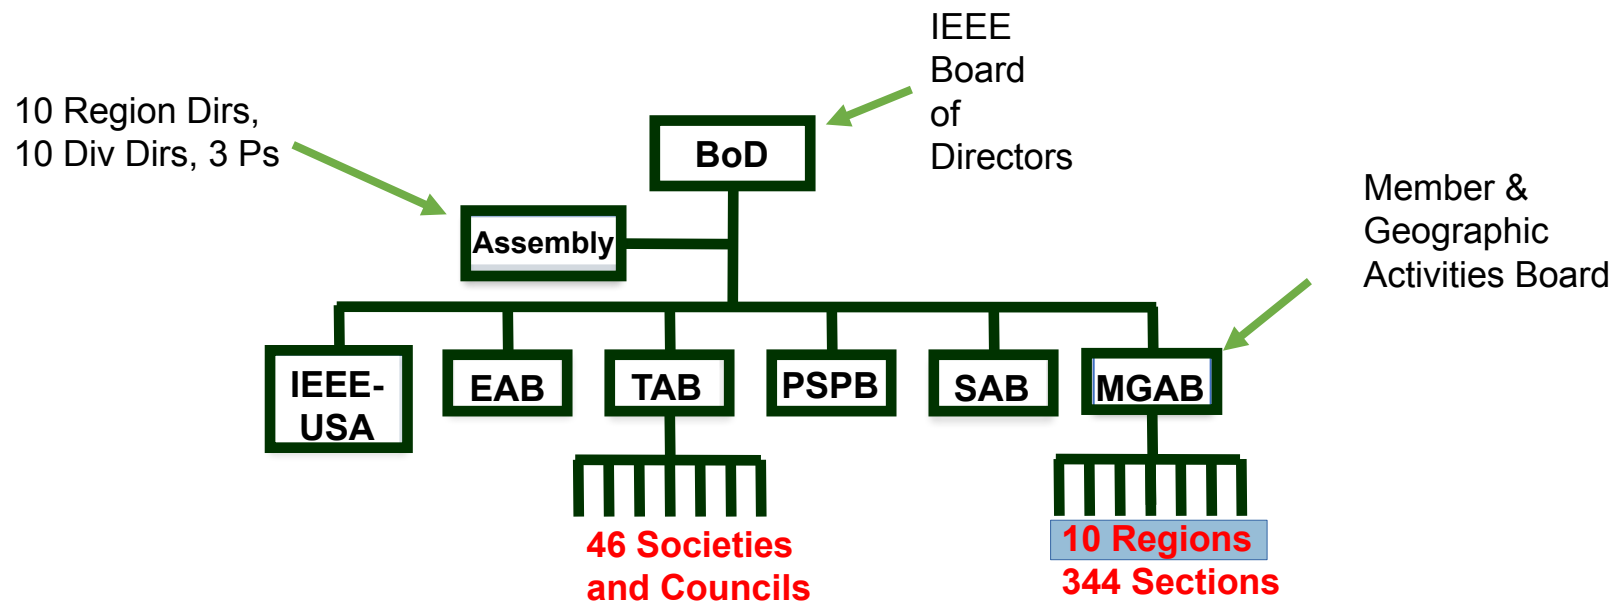 IEEE
Board
of
Directors
10 Region Dirs,
10 Div Dirs, 3 Ps
BoD
Member &
Geographic
Activities Board
Assembly
IEEE-
USA
EAB
TAB
PSPB
SAB
MGAB
46 Societies
and Councils
10 Regions
344 Sections